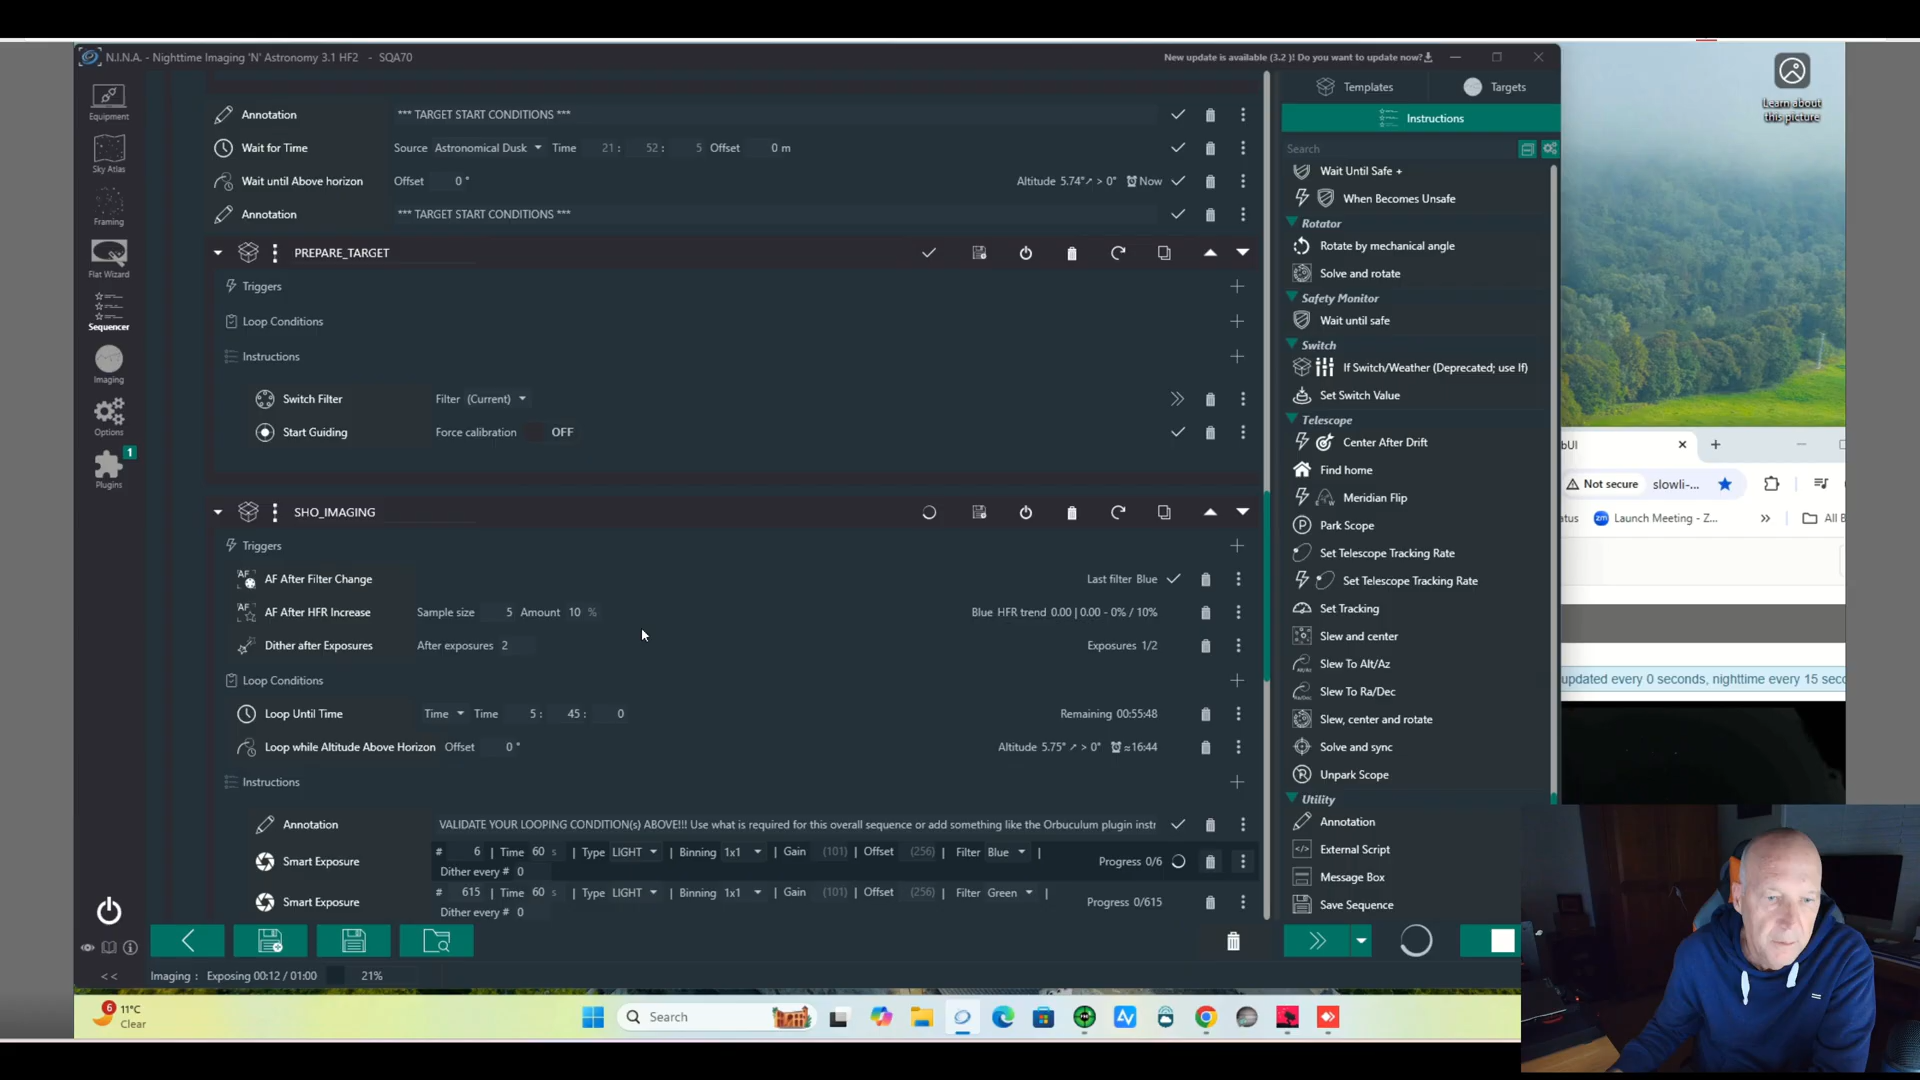 N.I.N.A. - Nighttime Imaging 'N' Astronomy 3.1 HF2 - SQA70
New update is available (3.2 )! Do you want to update now?
Equipment
Sky Atlas
Framing
Flat Wizard
Sequencer
Imaging
Options
1
Plugins
Annotation *** TARGET START CONDITIONS ***
Wait for Time Source Astronomical Dusk Time 21: 52: 5 Offset 0 m
Wait until Above horizon Offset 0 ° Altitude 5.74°↗ > 0° Now
Annotation *** TARGET START CONDITIONS ***
PREPARE_TARGET
Triggers
Loop Conditions
Instructions
Switch Filter Filter (Current)
Start Guiding Force calibration OFF
SHO_IMAGING
Triggers
AF After Filter Change Last filter Blue
AF After HFR Increase Sample size 5 Amount 10 % Blue HFR trend 0.00 | 0.00 - 0% / 10%
Dither after Exposures After exposures 2 Exposures 1/2
Loop Conditions
Loop Until Time Time Time 5: 45: 0 Remaining 00:55:48
Loop while Altitude Above Horizon Offset 0 ° Altitude 5.75° ↗ > 0° ≈16:44
Instructions
Annotation VALIDATE YOUR LOOPING CONDITION(s) ABOVE!!! Use what is required for this overall sequence or add something like the Orbuculum plugin instr
Smart Exposure # 6 | Time 60 s | Type LIGHT | Binning 1x1 | Gain (101) | Offset (256) | Filter Blue | Progress 0/6
Dither every # 0
Smart Exposure # 615 | Time 60 s | Type LIGHT | Binning 1x1 | Gain (101) | Offset (256) | Filter Green | Progress 0/615
Dither every # 0
<<
Imaging : Exposing 00:12 / 01:00 21%
Templates
Targets
Instructions
Search
Wait Until Safe +
When Becomes Unsafe
Rotator
Rotate by mechanical angle
Solve and rotate
Safety Monitor
Wait until safe
Switch
If Switch/Weather (Deprecated; use If)
Set Switch Value
Telescope
Center After Drift
Find home
Meridian Flip
Park Scope
Set Telescope Tracking Rate
Set Telescope Tracking Rate
Set Tracking
Slew and center
Slew To Alt/Az
Slew To Ra/Dec
Slew, center and rotate
Solve and sync
Unpark Scope
Utility
Annotation
External Script
Message Box
Save Sequence
Learn about
this picture
bUI
Not secure slowli-...
atus Launch Meeting - Z... All B
updated every 0 seconds, nighttime every 15 seco
6
11°C
Clear
Search